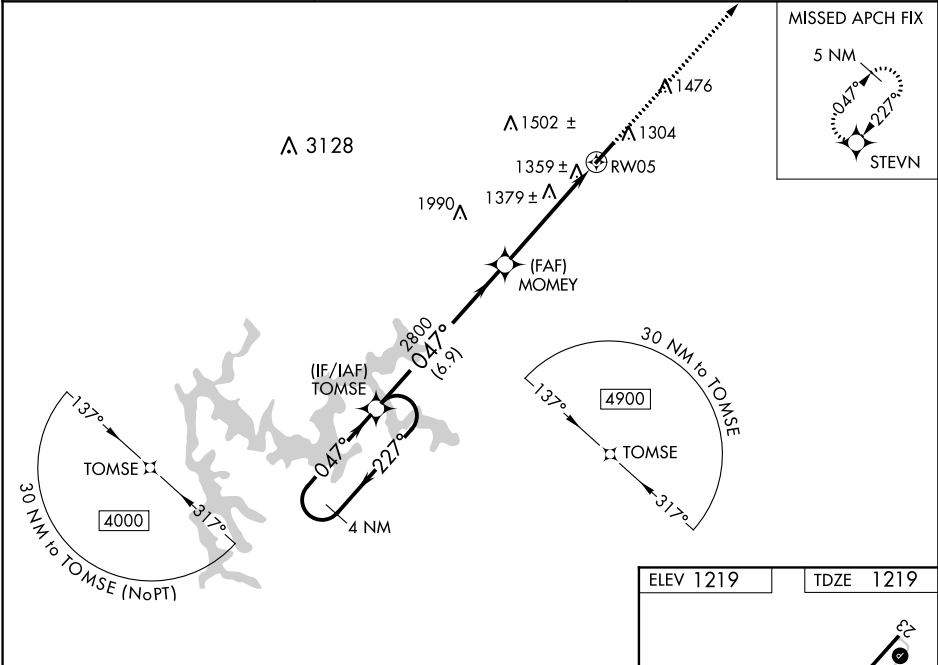 MISSED APCH FIX
5 NM
047°
227°
STEVN
1476
1502 ±
1304
3128
1359 ±
RW05
1379 ±
1990
(FAF)
MOMEY
2800
047°
(6.9)
(IF/IAF)
TOMSE
047°
227°
4 NM
137°
TOMSE
317°
4000
30 NM to TOMSE (NoPT)
30 NM to TOMSE
137°
4900
TOMSE
317°
ELEV 1219
TDZE 1219
23
P